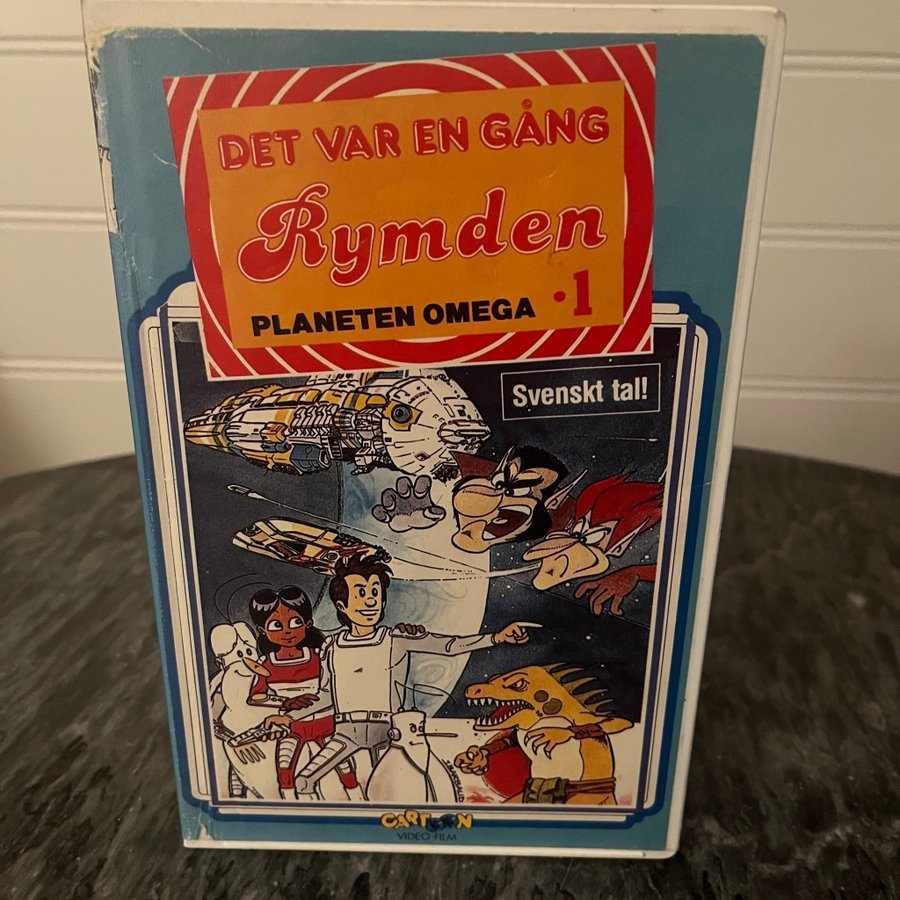 DET VAR EN GÅNG
Rymden
PLANETEN OMEGA • 1
Svenskt tal!
CARTOON
VIDEO-FILM